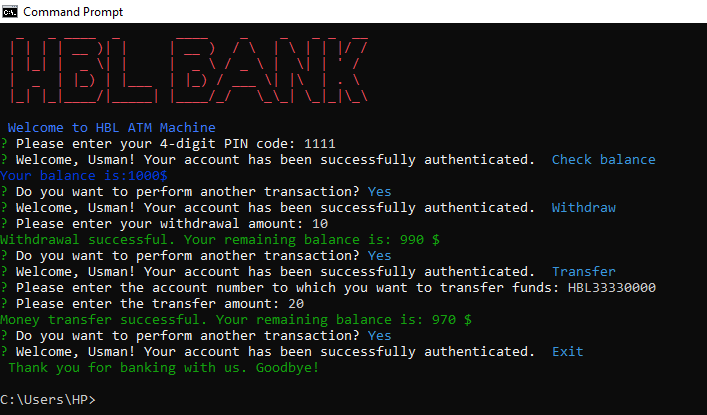 Command Prompt
HBL BANK
Welcome to HBL ATM Machine
? Please enter your 4-digit PIN code: 1111
? Welcome, Usman! Your account has been successfully authenticated.  Check balance
Your balance is:1000$
? Do you want to perform another transaction? Yes
? Welcome, Usman! Your account has been successfully authenticated.  Withdraw
? Please enter your withdrawal amount: 10
Withdrawal successful. Your remaining balance is: 990 $
? Do you want to perform another transaction? Yes
? Welcome, Usman! Your account has been successfully authenticated.  Transfer
? Please enter the account number to which you want to transfer funds: HBL33330000
? Please enter the transfer amount: 20
Money transfer successful. Your remaining balance is: 970 $
? Do you want to perform another transaction? Yes
? Welcome, Usman! Your account has been successfully authenticated.  Exit
Thank you for banking with us. Goodbye!
C:\Users\HP>